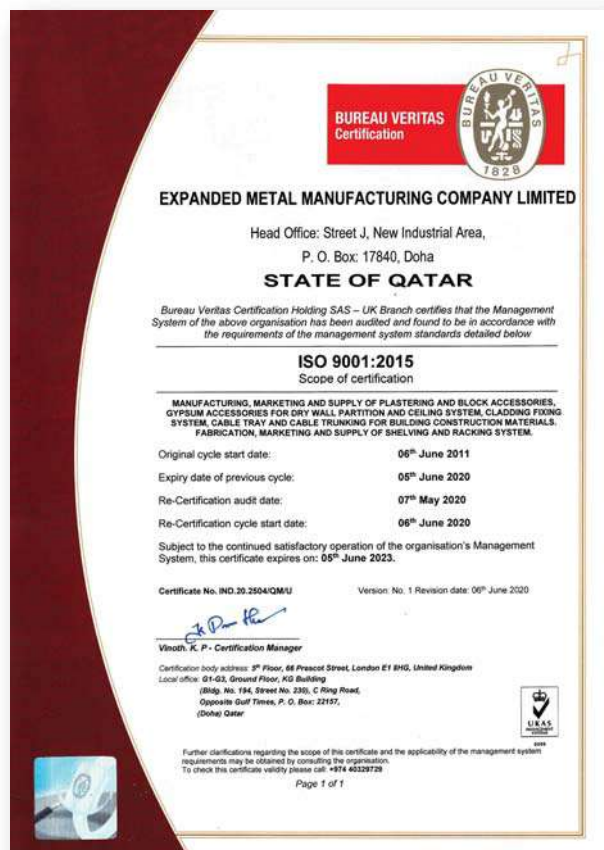 BUREAU VERITAS
Certification
BUREAU VERITAS
1828
EXPANDED METAL MANUFACTURING COMPANY LIMITED
Head Office: Street J, New Industrial Area,
P. O. Box: 17840, Doha
STATE OF QATAR
Bureau Veritas Certification Holding SAS – UK Branch certifies that the Management
System of the above organisation has been audited and found to be in accordance with
the requirements of the management system standards detailed below
ISO 9001:2015
Scope of certification
MANUFACTURING, MARKETING AND SUPPLY OF PLASTERING AND BLOCK ACCESSORIES,
GYPSUM ACCESSORIES FOR DRY WALL PARTITION AND CEILING SYSTEM, CLADDING FIXING
SYSTEM, CABLE TRAY AND CABLE TRUNKING FOR BUILDING CONSTRUCTION MATERIALS.
FABRICATION, MARKETING AND SUPPLY OF SHELVING AND RACKING SYSTEM.
Original cycle start date: 06th June 2011
Expiry date of previous cycle: 05th June 2020
Re-Certification audit date: 07th May 2020
Re-Certification cycle start date: 06th June 2020
Subject to the continued satisfactory operation of the organisation's Management
System, this certificate expires on: 05th June 2023.
Certificate No. IND.20.2504/QM/U Version: No. 1 Revision date: 06th June 2020
Vinoth. K. P - Certification Manager
Certification body address: 5th Floor, 66 Prescot Street, London E1 8HG, United Kingdom
Local office: G1-G3, Ground Floor, KG Building
(Bldg. No. 194, Street No. 230), C Ring Road,
Opposite Gulf Times, P. O. Box: 22157,
(Doha) Qatar
UKAS
MANAGEMENT
SYSTEMS
Further clarifications regarding the scope of this certificate and the applicability of the management system
requirements may be obtained by consulting the organisation.
To check this certificate validity please call: +974 40329729
Page 1 of 1